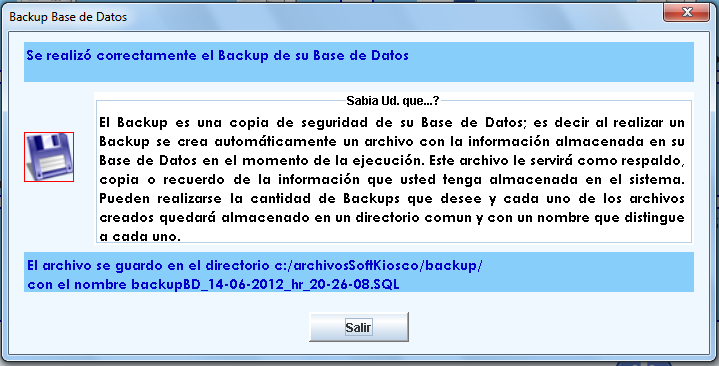 Backup Base de Datos
Se realizó correctamente el Backup de su Base de Datos
Sabia Ud. que...?
El Backup es una copia de seguridad de su Base de Datos; es decir al realizar un
Backup se crea automáticamente un archivo con la información almacenada en su
Base de Datos en el momento de la ejecución. Este archivo le servirá como respaldo,
copia o recuerdo de la información que usted tenga almacenada en el sistema.
Pueden realizarse la cantidad de Backups que desee y cada uno de los archivos
creados quedará almacenado en un directorio comun y con un nombre que distingue
a cada uno.
El archivo se guardo en el directorio c:/archivosSoftKiosco/backup/
con el nombre backupBD_14-06-2012_hr_20-26-08.SQL
Salir